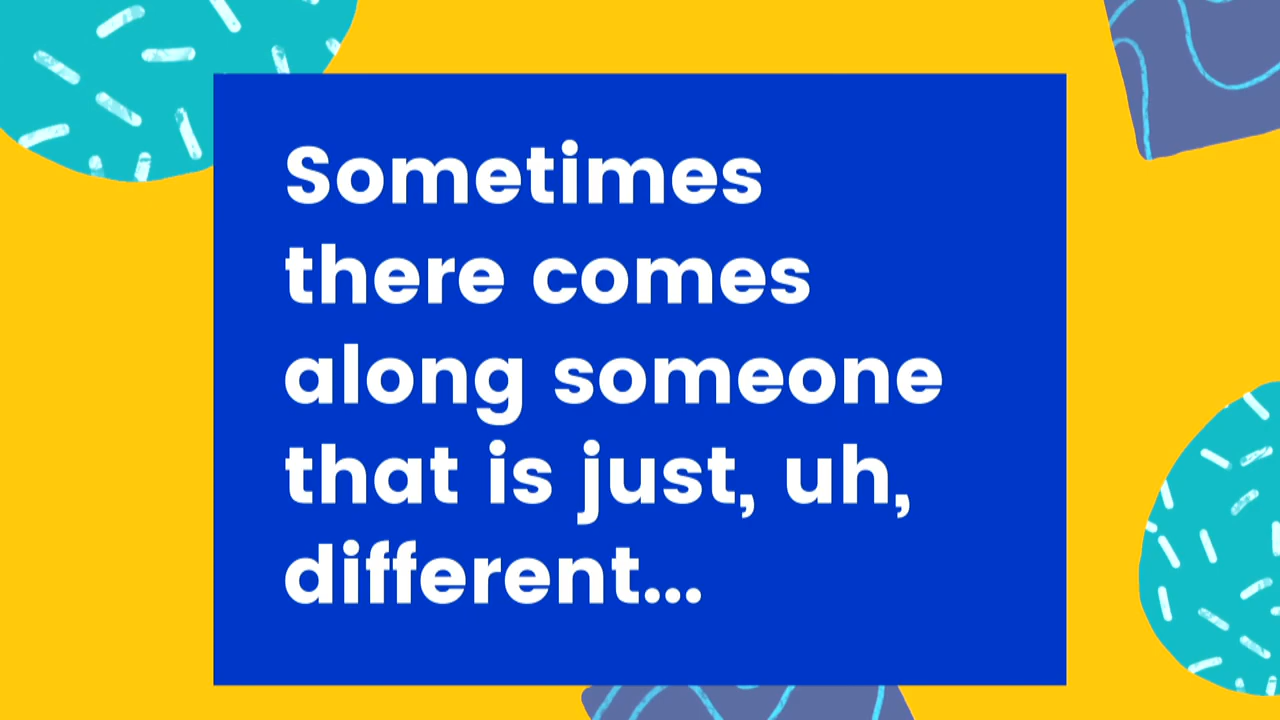 Sometimes
there comes
along someone
that is just, uh,
different...